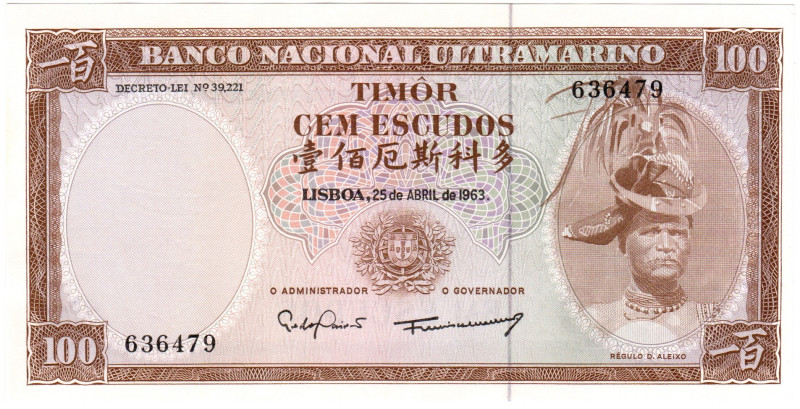 一百 BANCO NACIONAL ULTRAMARINO 100
DECRETO-LEI Nº 39,221
TIMÔR
636479
CEM ESCUDOS
壹佰厄斯科多
LISBOA, 25 de ABRIL de 1963.
O ADMINISTRADOR O GOVERNADOR
636479
RÉGULO D. ALEIXO
100 一百